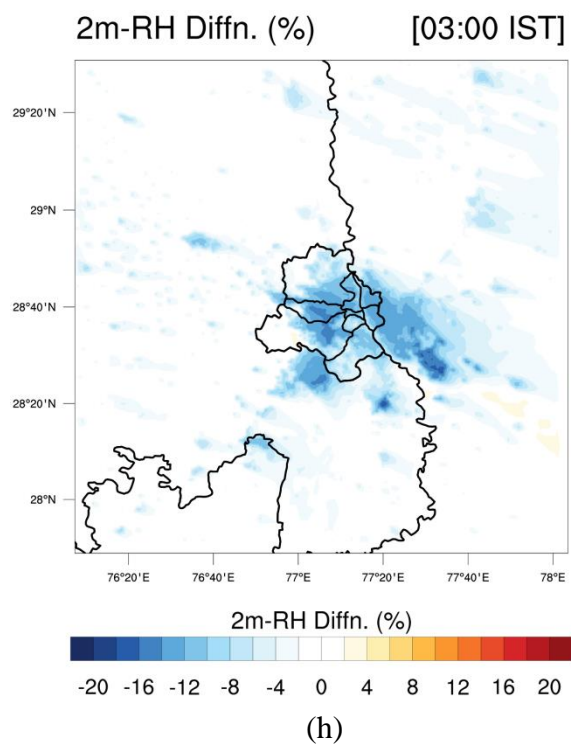 2m-RH Diffn. (%) [03:00 IST]
29°20'N
29°N
28°40'N
28°20'N
28°N
76°20'E 76°40'E 77°E 77°20'E 77°40'E 78°E
2m-RH Diffn. (%)
-20 -16 -12 -8 -4 0 4 8 12 16 20
(h)